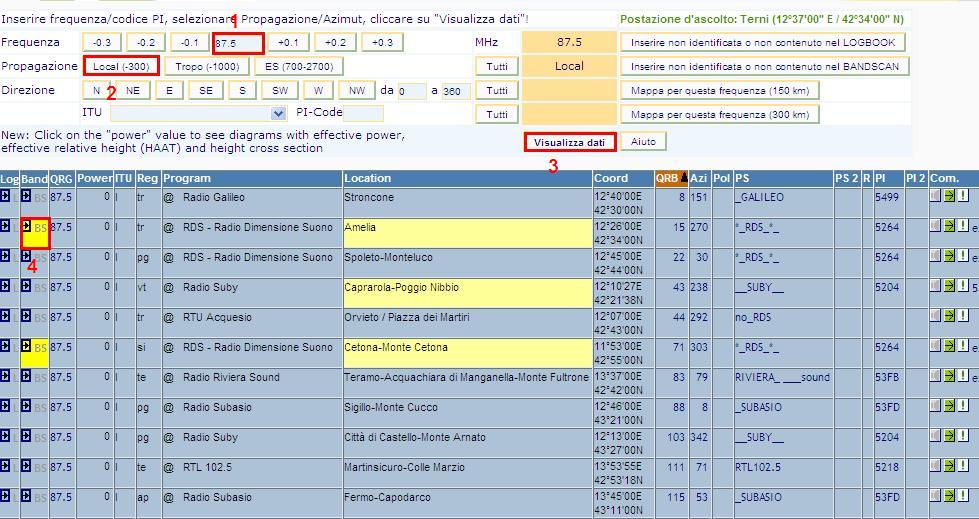 Inserire frequenza/codice PI, selezionare Propagazione/Azimut, cliccare su "Visualizza dati"! Postazione d'ascolto: Terni (12°37'00" E / 42°34'00" N)
1
Frequenza -0.3 -0.2 -0.1 87.5 +0.1 +0.2 +0.3 MHz 87.5 Inserire non identificata o non contenuto nel LOGBOOK
Propagazione Local (-300) Tropo (-1000) ES (700-2700) Tutti Local Inserire non identificata o non contenuto nel BANDSCAN
2
Direzione N NE E SE S SW W NW da 0 a 360 Tutti Mappa per questa frequenza (150 km)
ITU PI-Code Tutti Mappa per questa frequenza (300 km)
New: Click on the "power" value to see diagrams with effective power,
effective relative height (HAAT) and height cross section
Visualizza dati Aiuto
3
Log Band QRG Power ITU Reg Program Location Coord QRB Azi Pol PS PS 2 R PI PI 2 Com.
L BS 87.5 0 I tr @ Radio Galileo Stroncone 12°40'00E 8 151 _GALILEO 5499
42°30'00N
L BS 87.5 0 I tr @ RDS - Radio Dimensione Suono Amelia 12°26'00E 15 270 *_RDS_*_ 5264 e
42°34'00N
L BS 87.5 0 I pg @ RDS - Radio Dimensione Suono Spoleto-Monteluco 12°45'00E 22 30 *_RDS_*_ 5264 e
4
42°44'00N
L BS 87.5 0 I vt @ Radio Suby Caprarola-Poggio Nibbio 12°10'27E 43 238 __SUBY__ 5204 5
42°21'38N
L BS 87.5 0 I tr @ RTU Acquesio Orvieto / Piazza dei Martiri 12°07'00E 44 292 no_RDS
42°43'00N
L BS 87.5 0 I si @ RDS - Radio Dimensione Suono Cetona-Monte Cetona 11°53'00E 71 303 *_RDS_*_ 5264 e
42°55'00N
L BS 87.5 0 I te @ Radio Riviera Sound Teramo-Acquachiara di Manganella-Monte Fultrone 13°37'00E 83 79 RIVIERA_ ___sound 53FB
42°42'00N
L BS 87.5 0 I pg @ Radio Subasio Sigillo-Monte Cucco 12°46'00E 88 8 _SUBASIO 53FD
43°21'00N
L BS 87.5 0 I pg @ Radio Suby Città di Castello-Monte Arnato 12°13'00E 103 342 __SUBY__ 5204
43°27'00N
L BS 87.5 0 I te @ RTL 102.5 Martinsicuro-Colle Marzio 13°53'55E 111 71 RTL102.5 5218
42°53'18N
L BS 87.5 0 I ap @ Radio Subasio Fermo-Capodarco 13°45'00E 115 53 _SUBASIO 53FD
43°11'00N